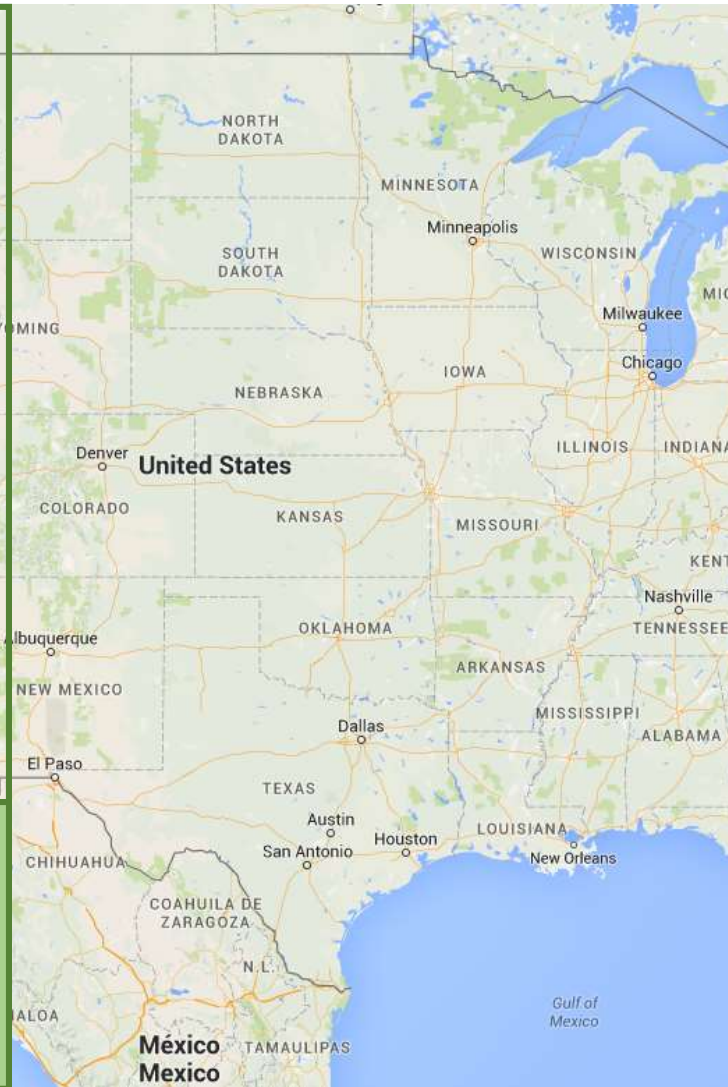 NORTH
DAKOTA
MINNESOTA
Minneapolis
SOUTH
DAKOTA
WISCONSIN
MIC
YOMING
Milwaukee
Chicago
IOWA
NEBRASKA
Denver
United States
ILLINOIS
INDIANA
COLORADO
KANSAS
MISSOURI
KENT
Nashville
TENNESSEE
OKLAHOMA
Albuquerque
ARKANSAS
NEW MEXICO
MISSISSIPPI
Dallas
ALABAMA
El Paso
TEXAS
Austin
LOUISIANA
San Antonio
Houston
New Orleans
CHIHUAHUA
COAHUILA DE
ZARAGOZA
N.L.
Gulf of
Mexico
ALOA
México
Mexico
TAMAULIPAS